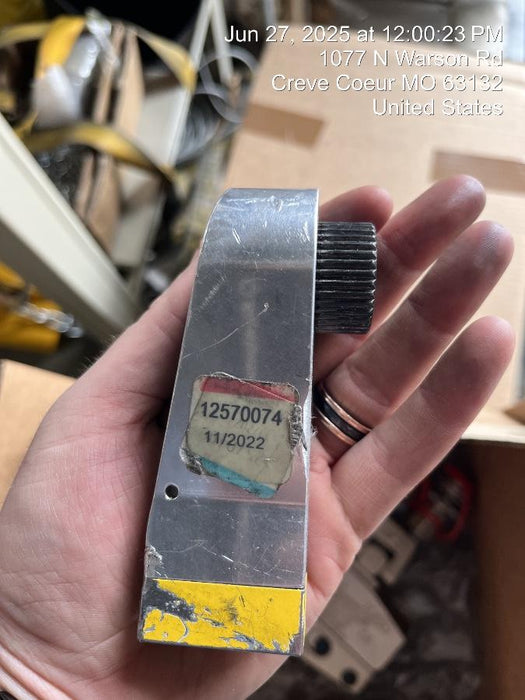 Jun 27, 2025 at 12:00:23 PM
1077 N Warson Rd
Creve Coeur MO 63132
United States
12570074
11/2022